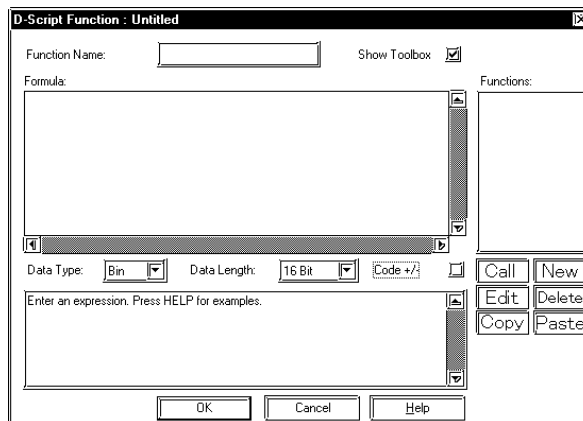 D-Script Function : Untitled
Function Name:
Show Toolbox
Formula:
Functions:
Data Type:
Bin
Data Length:
16 Bit
Code +/-
Call
New
Edit
Delete
Copy
Paste
Enter an expression. Press HELP for examples.
OK
Cancel
Help